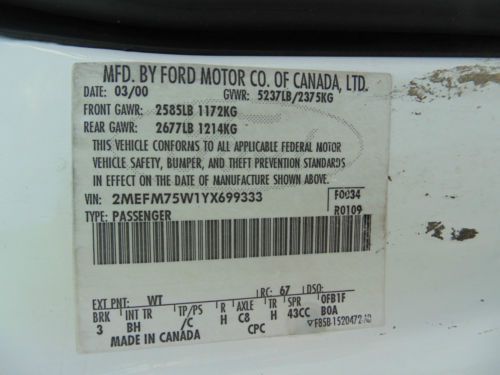 MFD. BY FORD MOTOR CO. OF CANADA, LTD.
DATE: 03/00 GVWR: 5237LB/2375KG
FRONT GAWR: 2585LB 1172KG
REAR GAWR: 2677LB 1214KG
THIS VEHICLE CONFORMS TO ALL APPLICABLE FEDERAL MOTOR
VEHICLE SAFETY, BUMPER, AND THEFT PREVENTION STANDARDS
IN EFFECT ON THE DATE OF MANUFACTURE SHOWN ABOVE.
VIN: 2MEFM75W1YX699333 F0034
TYPE: PASSENGER R0109
EXT PNT: WT RC: 67 DSO:
BRK INT TR TP/PS R AXLE TR SPR 0FB1F
3 BH /C H C8 H 43CC B0A
MADE IN CANADA CPC